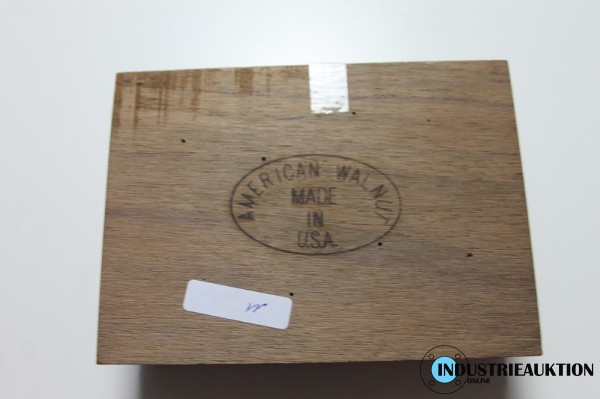 AMERICAN WALNUT
MADE
IN
U.S.A.
INDUSTRIEAUKTION
ONLINE